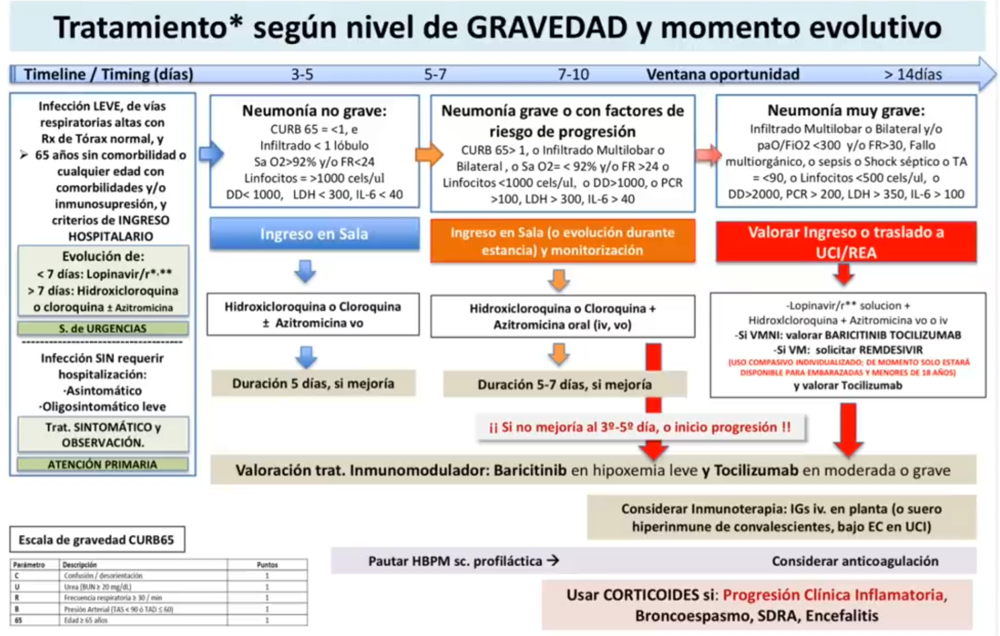 Tratamiento* según nivel de GRAVEDAD y momento evolutivo
Timeline / Timing (días) 3-5 5-7 7-10 Ventana oportunidad > 14días
Infección LEVE, de vías
respiratorias altas con
Rx de Tórax normal, y
➢ 65 años sin comorbilidad o
cualquier edad con
comorbilidades y/o
inmunosupresión, y
criterios de INGRESO
HOSPITALARIO
Evolución de:
< 7 días: Lopinavir/r*,**
> 7 días: Hidroxicloroquina
o cloroquina ± Azitromicina
S. de URGENCIAS
------------------------------------
Infección SIN requerir
hospitalización:
·Asintomático
·Oligosintomático leve
Trat. SINTOMÁTICO y
OBSERVACIÓN.
ATENCIÓN PRIMARIA
Neumonía no grave:
CURB 65 = <1, e
Infiltrado < 1 lóbulo
Sa O2>92% y/o FR<24
Linfocitos = >1000 cels/ul
DD< 1000, LDH < 300, IL-6 < 40
Ingreso en Sala
Hidroxicloroquina o Cloroquina
± Azitromicina vo
Duración 5 días, si mejoría
Neumonía grave o con factores de
riesgo de progresión
CURB 65> 1, o Infiltrado Multilobar o
Bilateral , o Sa O2= < 92% y/o FR >24 o
Linfocitos <1000 cels/ul, o DD>1000, o PCR
>100, LDH > 300, IL-6 > 40
Ingreso en Sala (o evolución durante
estancia) y monitorización
Hidroxicloroquina o Cloroquina +
Azitromicina oral (iv, vo)
Duración 5-7 días, si mejoría
Neumonía muy grave:
Infiltrado Multilobar o Bilateral y/o
paO/FiO2 <300 y/o FR>30, Fallo
multiorgánico, o sepsis o Shock séptico o TA
= <90, o Linfocitos <500 cels/ul, o
DD>2000, PCR > 200, LDH > 350, IL-6 > 100
Valorar Ingreso o traslado a
UCI/REA
-Lopinavir/r** solucion +
Hidroxlcloroquina + Azitromicina vo o iv
-Si VMNI: valorar BARICITINIB TOCILIZUMAB
-Si VM: solicitar REMDESIVIR
(USO COMPASIVO INDIVIDUALIZADO; DE MOMENTO SOLO ESTARÁ
DISPONIBLE PARA EMBARAZADAS Y MENORES DE 18 AÑOS)
y valorar Tocilizumab
¡¡ Si no mejoría al 3º-5º día, o inicio progresión !!
Valoración trat. Inmunomodulador: Baricitinib en hipoxemia leve y Tocilizumab en moderada o grave
Considerar Inmunoterapia: IGs iv. en planta (o suero
hiperinmune de convalescientes, bajo EC en UCI)
Pautar HBPM sc. profiláctica → Considerar anticoagulación
Usar CORTICOIDES si: Progresión Clínica Inflamatoria,
Broncoespasmo, SDRA, Encefalitis
Escala de gravedad CURB65
Parámetro Descripción Puntos
C Confusión / desorientación 1
U Urea (BUN ≥ 20 mg/dL) 1
R Frecuencia respiratoria ≥ 30 / min 1
B Presión Arterial (TAS < 90 ó TAD ≤ 60) 1
65 Edad ≥ 65 años 1